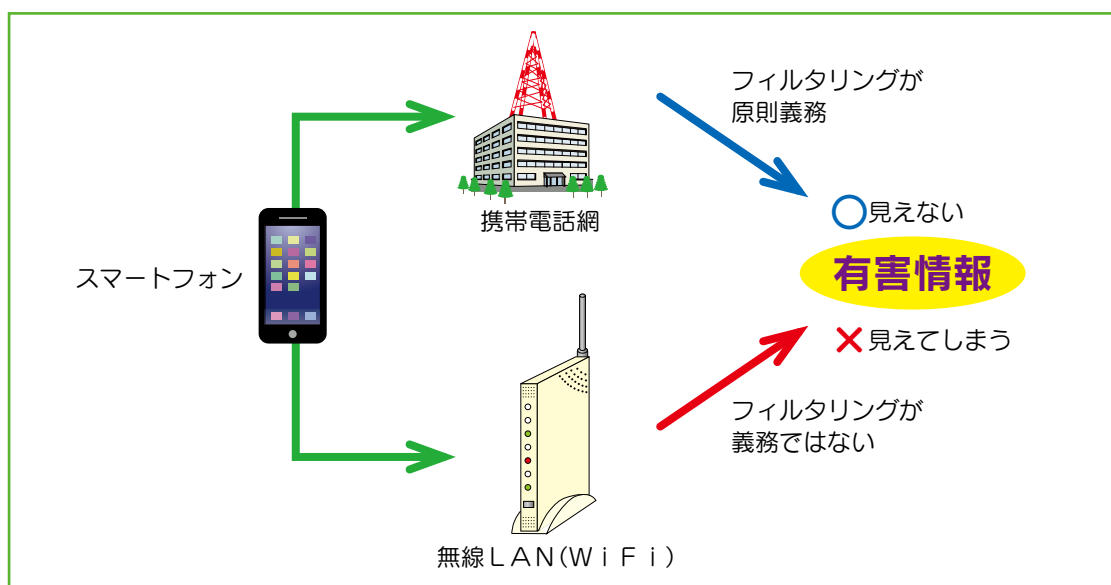 フィルタリングが
原則義務
携帯電話網
○見えない
スマートフォン
有害情報
×見えてしまう
フィルタリングが
義務ではない
無線ＬＡＮ(ＷｉＦｉ)